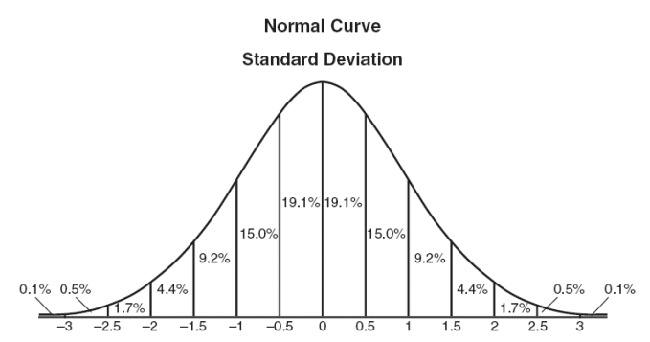 Normal Curve
Standard Deviation
19.1% 19.1%
15.0% 15.0%
9.2% 9.2%
0.1% 0.5% 4.4% 4.4% 0.5% 0.1%
1.7% 1.7%
–3 –2.5 –2 –1.5 –1 –0.5 0 0.5 1 1.5 2 2.5 3